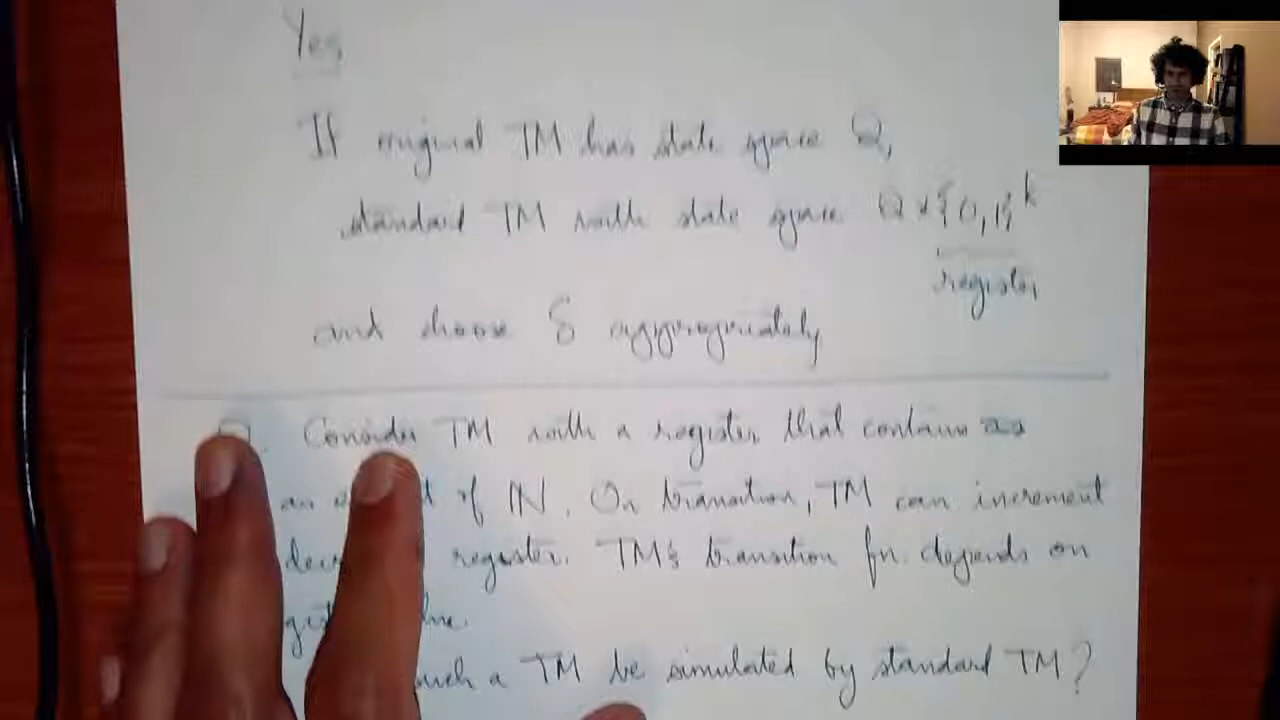 Yes
If original TM has state space Q,
standard TM with state space Q × {0,1}^k
register
and choose δ appropriately
Q. Consider TM with a register that contains
an of ℕ. On transition, TM can increment
register. TM's transition fn. depends on
such a TM be simulated by standard TM?